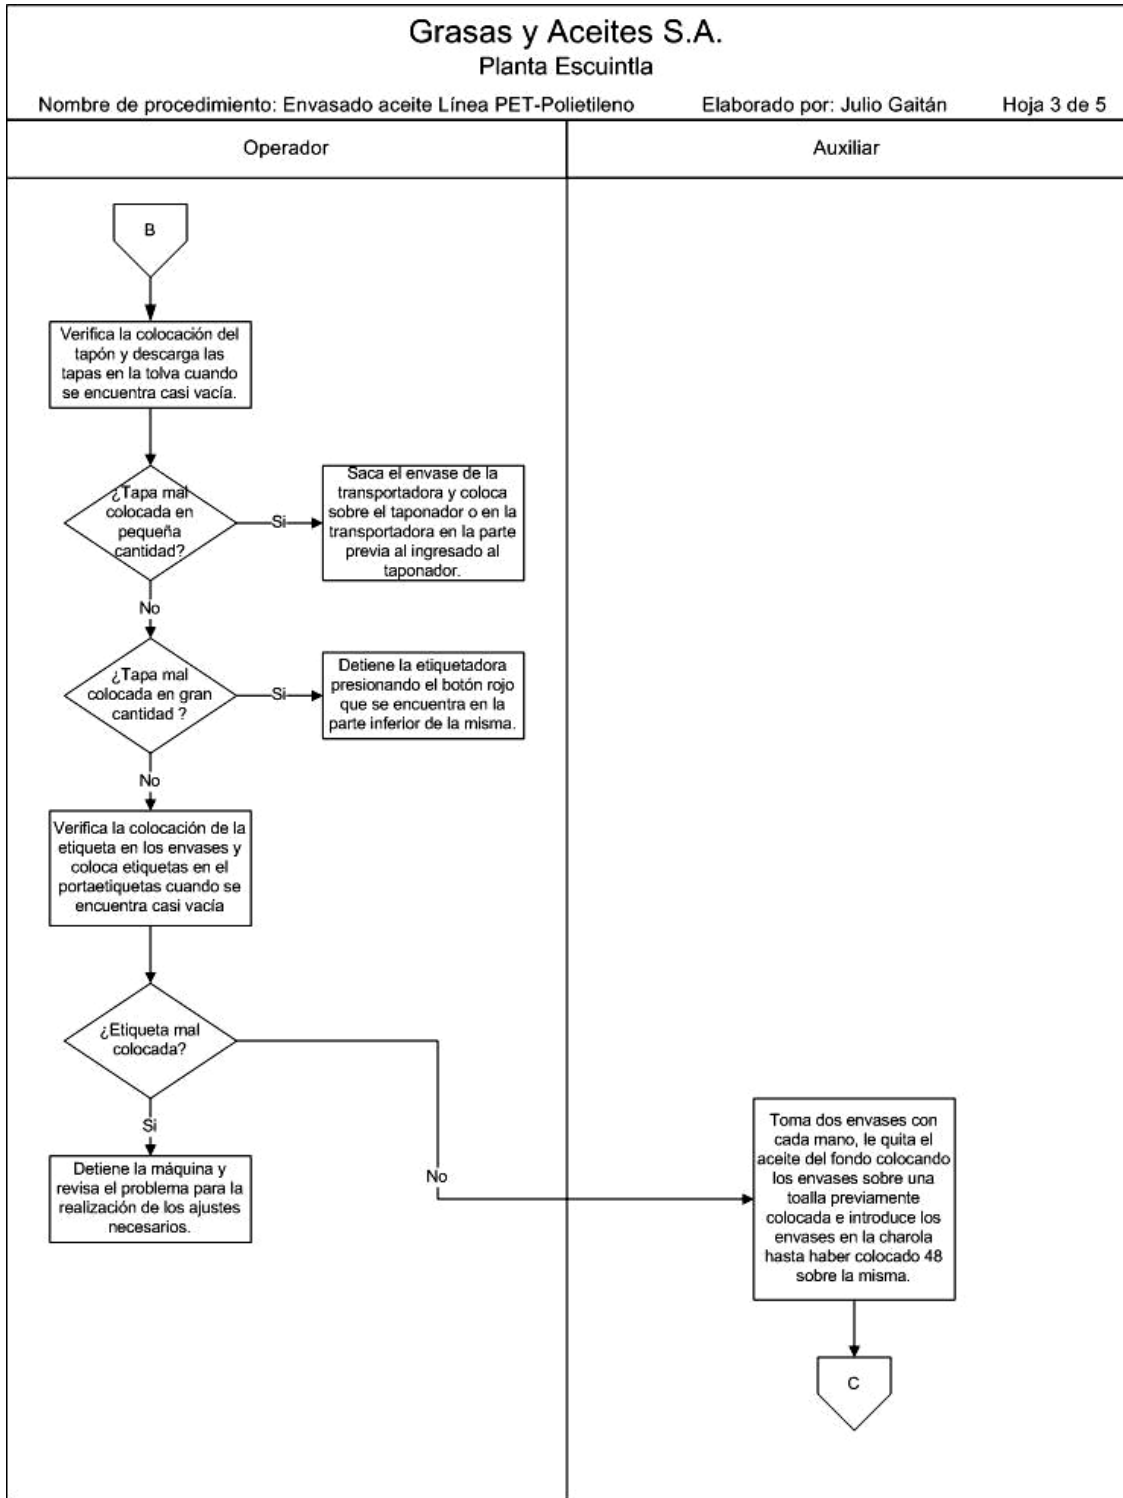 Grasas y Aceites S.A.
Planta Escuintla
Nombre de procedimiento: Envasado aceite Línea PET-Polietileno Elaborado por: Julio Gaitán Hoja 3 de 5
Operador Auxiliar
B
Verifica la colocación del
tapón y descarga las
tapas en la tolva cuando
se encuentra casi vacía.
¿Tapa mal
colocada en
pequeña
cantidad?
Si
Saca el envase de la
transportadora y coloca
sobre el taponador o en la
transportadora en la parte
previa al ingresado al
taponador.
No
¿Tapa mal
colocada en gran
cantidad ?
Si
Detiene la etiquetadora
presionando el botón rojo
que se encuentra en la
parte inferior de la misma.
No
Verifica la colocación de la
etiqueta en los envases y
coloca etiquetas en el
portaetiquetas cuando se
encuentra casi vacía
¿Etiqueta mal
colocada?
Si
Detiene la máquina y
revisa el problema para la
realización de los ajustes
necesarios.
No
Toma dos envases con
cada mano, le quita el
aceite del fondo colocando
los envases sobre una
toalla previamente
colocada e introduce los
envases en la charola
hasta haber colocado 48
sobre la misma.
C